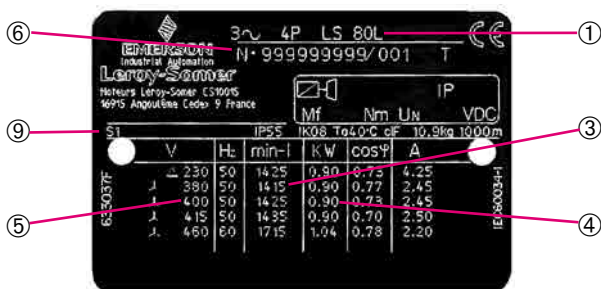 ⑥ 3~ 4P LS 80L ①
EMERSON N° 999999999/001 T
Industrial Automation
Leroy-Somer
Moteurs Leroy-Somer CS10015
16915 Angoulême Cedex 9 France
IP
Mf Nm UN VDC
⑨ S1 IP55 IK08 Ta40°C clF 10.9kg 1000m ③
V Hz min-1 KW cosφ A
△ 230 50 1425 0.90 0.73 4.25
⅄ 380 50 1415 0.90 0.77 2.45
⑤ ⅄ 400 50 1425 0.90 0.73 2.45 ④
⅄ 415 50 1435 0.90 0.70 2.50
⅄ 460 60 1715 1.04 0.78 2.20
633037F
IEC60034-1
CE